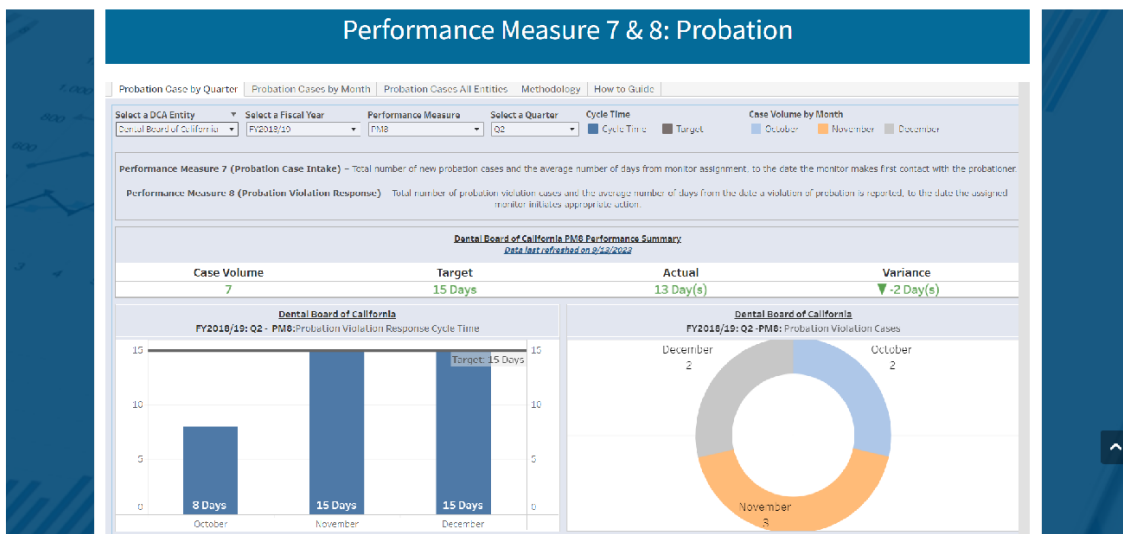 Performance Measure 7 & 8: Probation
Probation Case by Quarter Probation Cases by Month Probation Cases All Entities Methodology How to Guide
Select a DCA Entity Select a Fiscal Year Performance Measure Select a Quarter Cycle Time Case Volume by Month
Dental Board of California FY2018/19 PM8 Q2 Cycle Time Target October November December
Performance Measure 7 (Probation Case Intake) – Total number of new probation cases and the average number of days from monitor assignment, to the date the monitor makes first contact with the probationer.
Performance Measure 8 (Probation Violation Response) Total number of probation violation cases and the average number of days from the date a violation of probation is reported, to the date the assigned
monitor initiates appropriate action.
Dental Board of California PM8 Performance Summary
Data last refreshed on 9/13/2023
Case Volume Target Actual Variance
7 15 Days 13 Day(s) ▼ -2 Day(s)
Dental Board of California
FY2018/19: Q2 - PM8:Probation Violation Response Cycle Time
15 15
Target: 15 Days
10 10
5 5
0 0
8 Days 15 Days 15 Days
October November December
Dental Board of California
FY2018/19: Q2 -PM8: Probation Violation Cases
December October
2 2
November
3